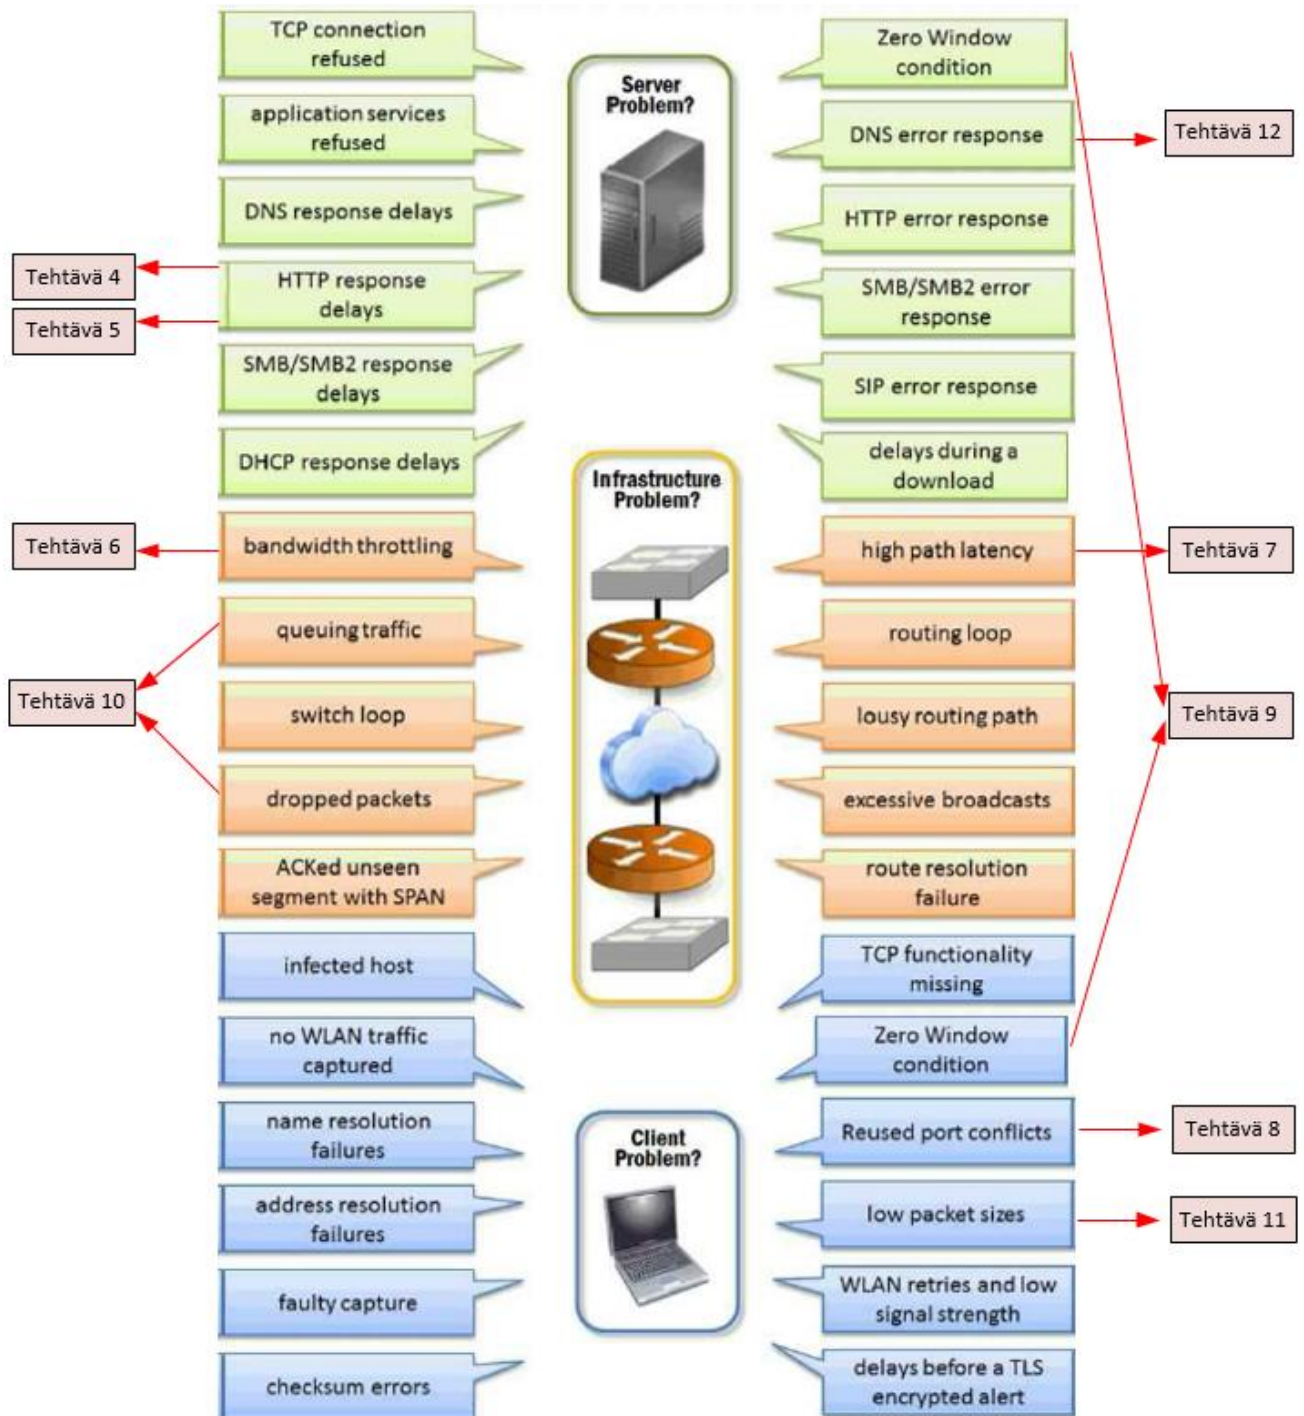 TCP connection
refused
application services
refused
DNS response delays
HTTP response
delays
SMB/SMB2 response
delays
DHCP response delays
bandwidth throttling
queuing traffic
switch loop
dropped packets
ACKed unseen
segment with SPAN
infected host
no WLAN traffic
captured
name resolution
failures
address resolution
failures
faulty capture
checksum errors
Tehtävä 4
Tehtävä 5
Tehtävä 6
Tehtävä 10
Server
Problem?
Infrastructure
Problem?
Client
Problem?
Zero Window
condition
DNS error response
HTTP error response
SMB/SMB2 error
response
SIP error response
delays during a
download
high path latency
routing loop
lousy routing path
excessive broadcasts
route resolution
failure
TCP functionality
missing
Zero Window
condition
Reused port conflicts
low packet sizes
WLAN retries and low
signal strength
delays before a TLS
encrypted alert
Tehtävä 12
Tehtävä 7
Tehtävä 9
Tehtävä 8
Tehtävä 11